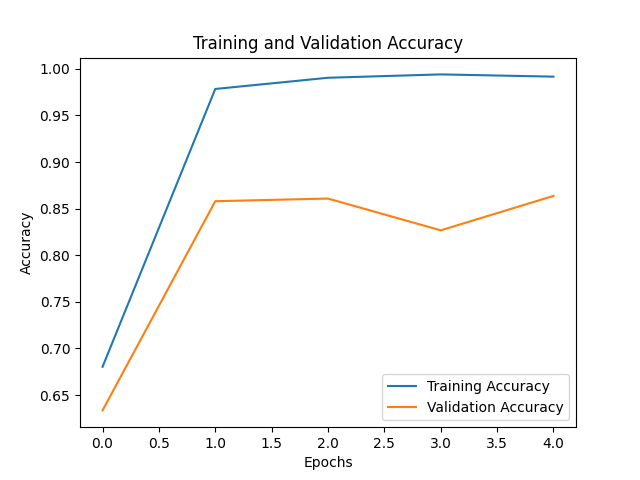 Training and Validation Accuracy
1.00
0.95
0.90
0.85
0.80
0.75
0.70
0.65
Accuracy
Training Accuracy
Validation Accuracy
0.0 0.5 1.0 1.5 2.0 2.5 3.0 3.5 4.0
Epochs